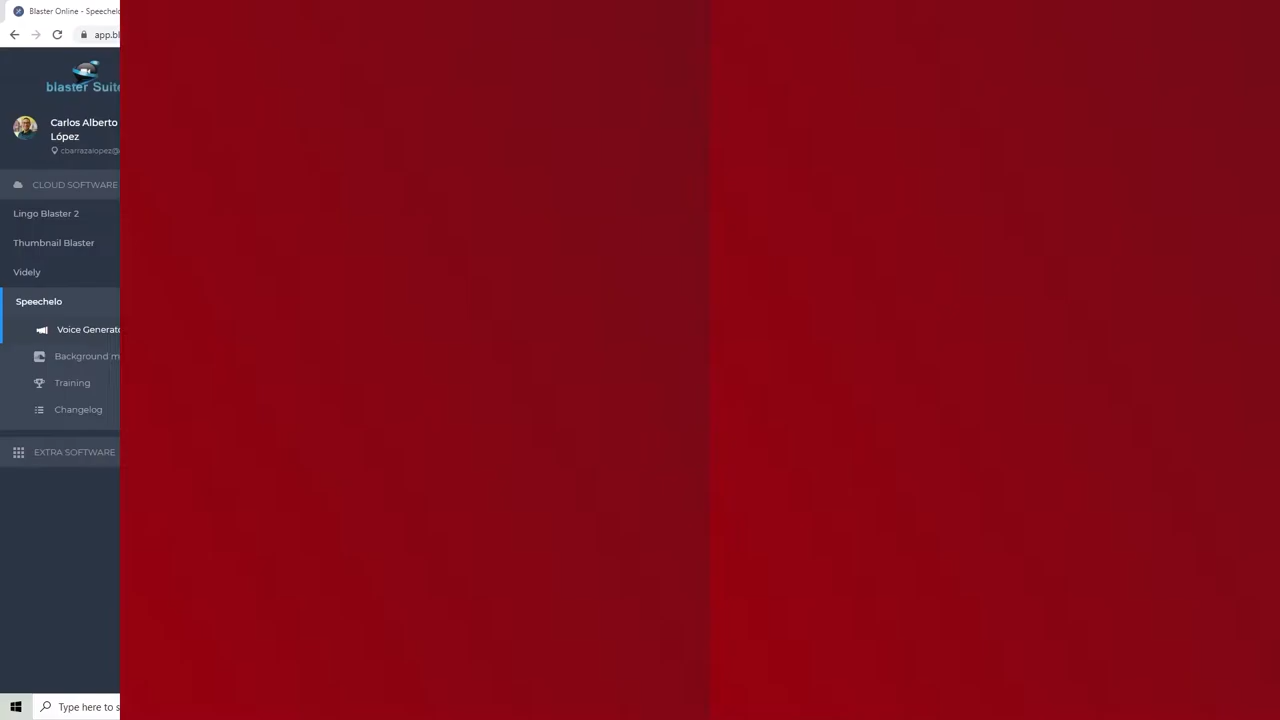 Blaster Online - Speechelo
app.bl
blaster Suite
Carlos Alberto
López
cbarrazalopez@
CLOUD SOFTWARE
Lingo Blaster 2
Thumbnail Blaster
Videly
Speechelo
Voice Generato
Background m
Training
Changelog
EXTRA SOFTWARE
Type here to s